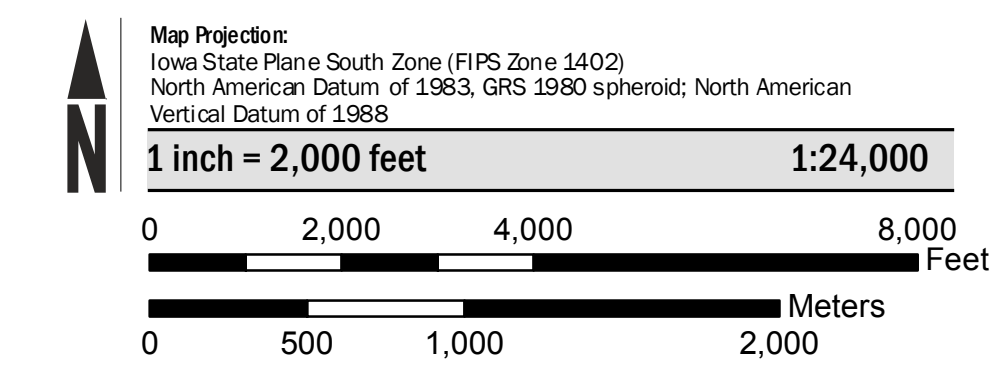 N
Map Projection:
Iowa State Plane South Zone (FIPS Zone 1402)
North American Datum of 1983, GRS 1980 spheroid; North American
Vertical Datum of 1988
1 inch = 2,000 feet 1:24,000
0 2,000 4,000 8,000
Feet
Meters
0 500 1,000 2,000